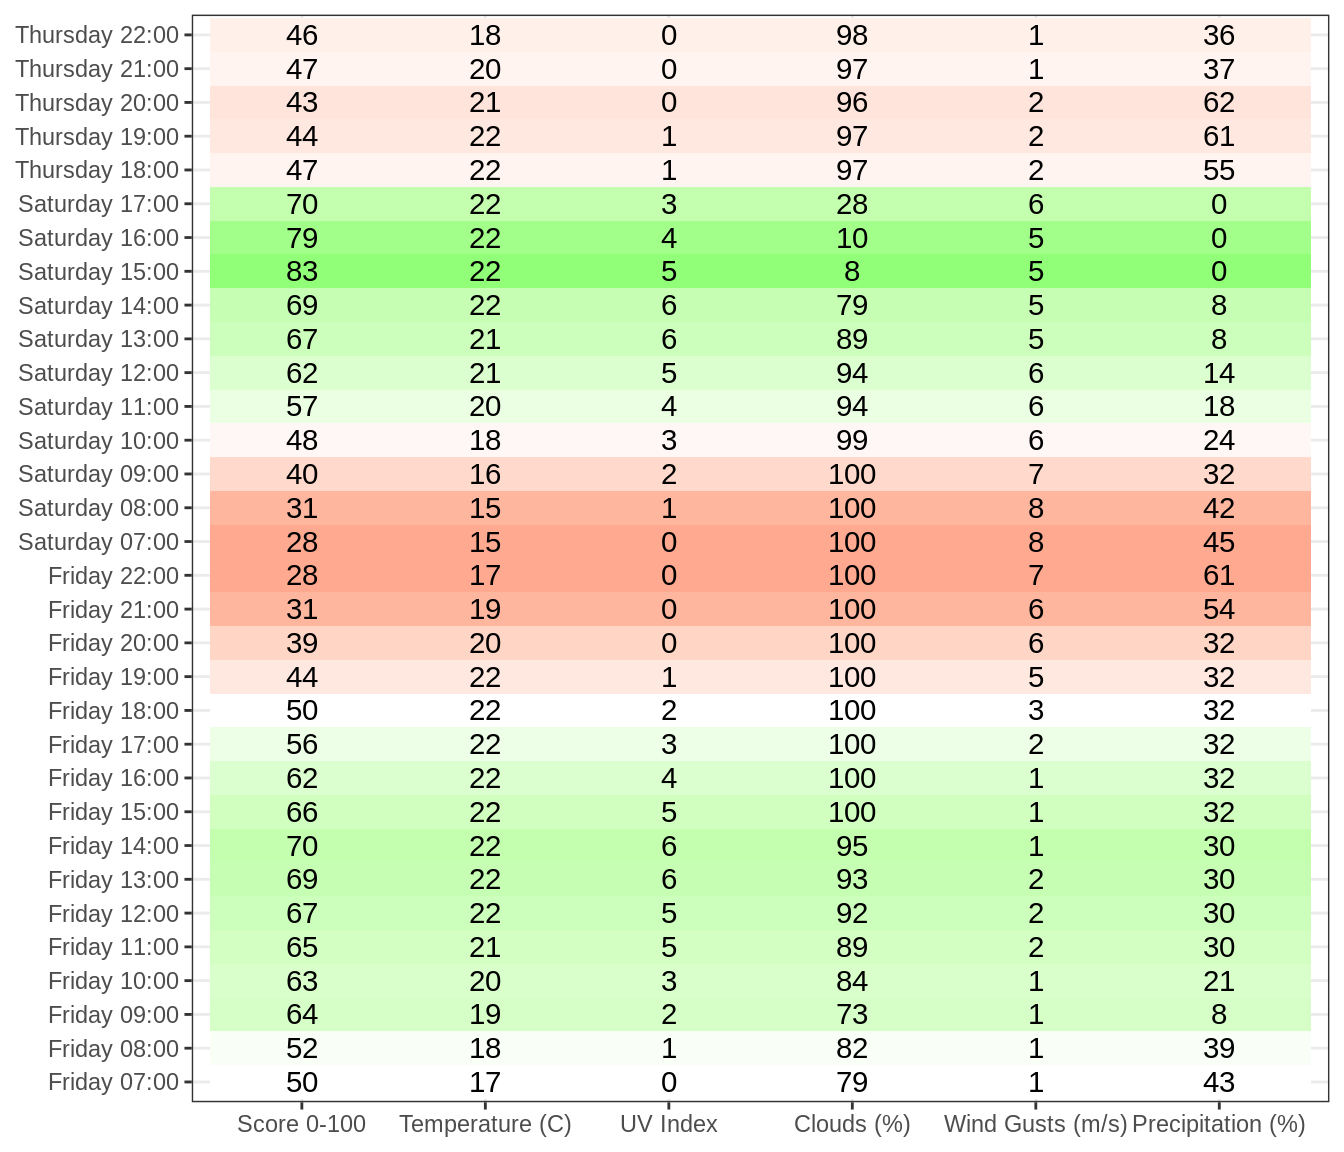 Thursday 22:00 46 18 0 98 1 36
Thursday 21:00 47 20 0 97 1 37
Thursday 20:00 43 21 0 96 2 62
Thursday 19:00 44 22 1 97 2 61
Thursday 18:00 47 22 1 97 2 55
Saturday 17:00 70 22 3 28 6 0
Saturday 16:00 79 22 4 10 5 0
Saturday 15:00 83 22 5 8 5 0
Saturday 14:00 69 22 6 79 5 8
Saturday 13:00 67 21 6 89 5 8
Saturday 12:00 62 21 5 94 6 14
Saturday 11:00 57 20 4 94 6 18
Saturday 10:00 48 18 3 99 6 24
Saturday 09:00 40 16 2 100 7 32
Saturday 08:00 31 15 1 100 8 42
Saturday 07:00 28 15 0 100 8 45
Friday 22:00 28 17 0 100 7 61
Friday 21:00 31 19 0 100 6 54
Friday 20:00 39 20 0 100 6 32
Friday 19:00 44 22 1 100 5 32
Friday 18:00 50 22 2 100 3 32
Friday 17:00 56 22 3 100 2 32
Friday 16:00 62 22 4 100 1 32
Friday 15:00 66 22 5 100 1 32
Friday 14:00 70 22 6 95 1 30
Friday 13:00 69 22 6 93 2 30
Friday 12:00 67 22 5 92 2 30
Friday 11:00 65 21 5 89 2 30
Friday 10:00 63 20 3 84 1 21
Friday 09:00 64 19 2 73 1 8
Friday 08:00 52 18 1 82 1 39
Friday 07:00 50 17 0 79 1 43
Score 0-100 Temperature (C) UV Index Clouds (%) Wind Gusts (m/s) Precipitation (%)